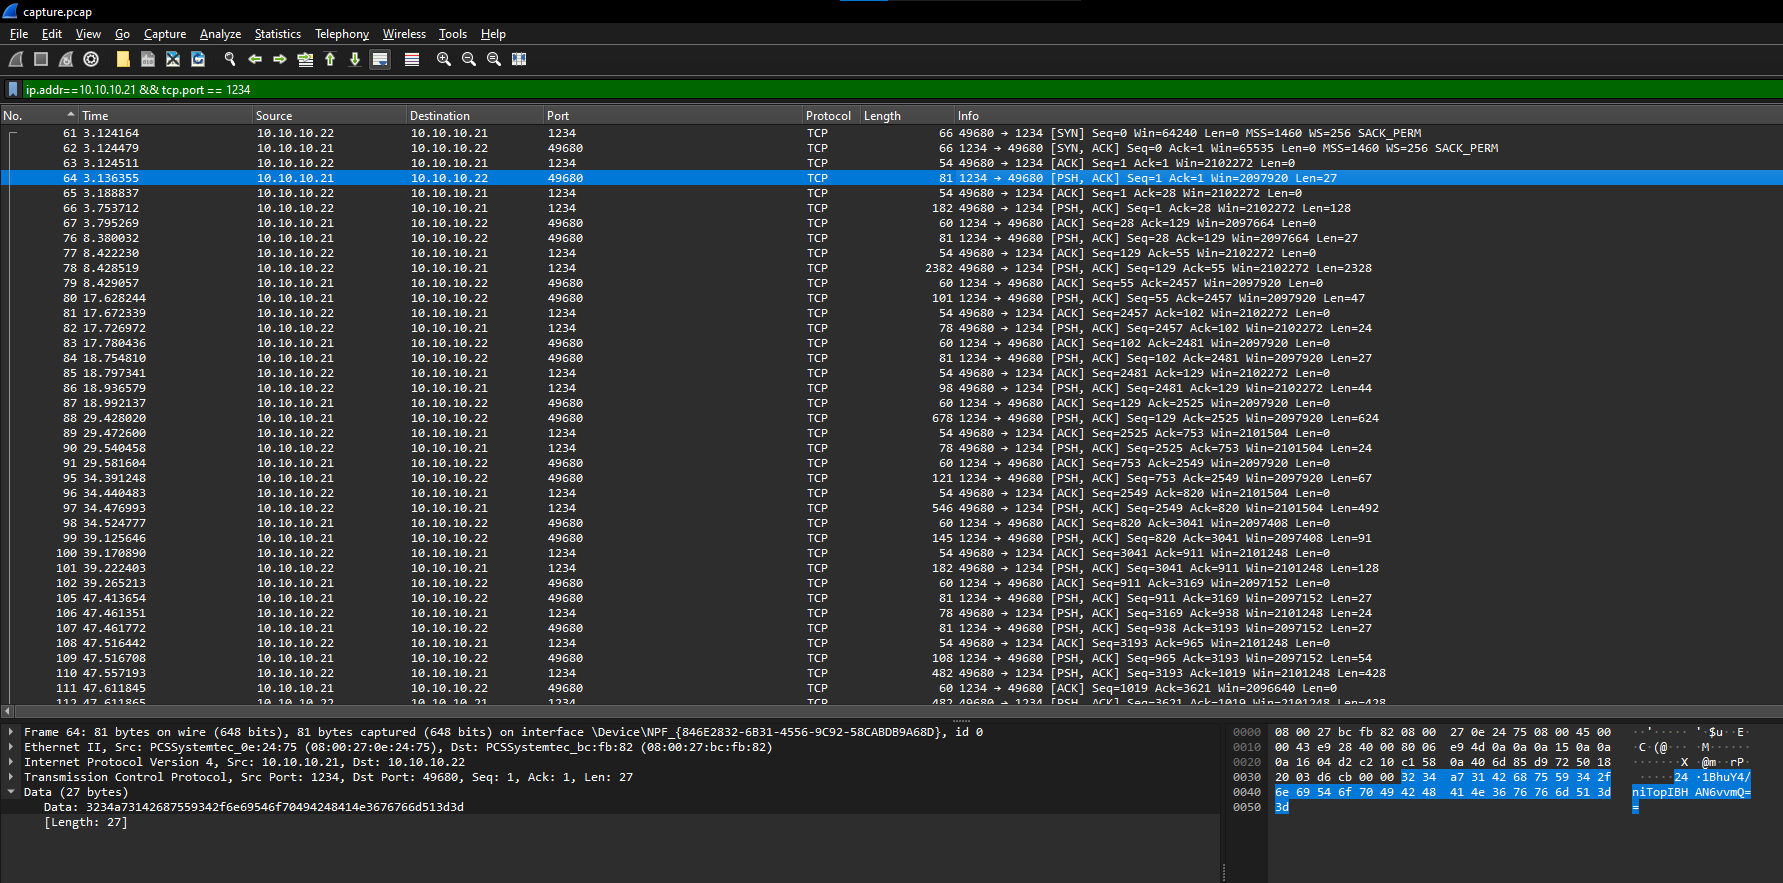 capture.pcap
File Edit View Go Capture Analyze Statistics Telephony Wireless Tools Help
ip.addr==10.10.10.21 && tcp.port == 1234
No. Time Source Destination Port Protocol Length Info
61 3.124164 10.10.10.22 10.10.10.21 1234 TCP 66 49680 → 1234 [SYN] Seq=0 Win=64240 Len=0 MSS=1460 WS=256 SACK_PERM
62 3.124479 10.10.10.21 10.10.10.22 49680 TCP 66 1234 → 49680 [SYN, ACK] Seq=0 Ack=1 Win=65535 Len=0 MSS=1460 WS=256 SACK_PERM
63 3.124511 10.10.10.22 10.10.10.21 1234 TCP 54 49680 → 1234 [ACK] Seq=1 Ack=1 Win=2102272 Len=0
64 3.136355 10.10.10.21 10.10.10.22 49680 TCP 81 1234 → 49680 [PSH, ACK] Seq=1 Ack=1 Win=2097920 Len=27
65 3.188837 10.10.10.22 10.10.10.21 1234 TCP 54 49680 → 1234 [ACK] Seq=1 Ack=28 Win=2102272 Len=0
66 3.753712 10.10.10.22 10.10.10.21 1234 TCP 182 49680 → 1234 [PSH, ACK] Seq=1 Ack=28 Win=2102272 Len=128
67 3.795269 10.10.10.21 10.10.10.22 49680 TCP 60 1234 → 49680 [ACK] Seq=28 Ack=129 Win=2097664 Len=0
76 8.380032 10.10.10.21 10.10.10.22 49680 TCP 81 1234 → 49680 [PSH, ACK] Seq=28 Ack=129 Win=2097664 Len=27
77 8.422230 10.10.10.22 10.10.10.21 1234 TCP 54 49680 → 1234 [ACK] Seq=129 Ack=55 Win=2102272 Len=0
78 8.428519 10.10.10.22 10.10.10.21 1234 TCP 2382 49680 → 1234 [PSH, ACK] Seq=129 Ack=55 Win=2102272 Len=2328
79 8.429057 10.10.10.21 10.10.10.22 49680 TCP 60 1234 → 49680 [ACK] Seq=55 Ack=2457 Win=2097920 Len=0
80 17.628244 10.10.10.21 10.10.10.22 49680 TCP 101 1234 → 49680 [PSH, ACK] Seq=55 Ack=2457 Win=2097920 Len=47
81 17.672339 10.10.10.22 10.10.10.21 1234 TCP 54 49680 → 1234 [ACK] Seq=2457 Ack=102 Win=2102272 Len=0
82 17.726972 10.10.10.22 10.10.10.21 1234 TCP 78 49680 → 1234 [PSH, ACK] Seq=2457 Ack=102 Win=2102272 Len=24
83 17.780436 10.10.10.21 10.10.10.22 49680 TCP 60 1234 → 49680 [ACK] Seq=102 Ack=2481 Win=2097920 Len=0
84 18.754810 10.10.10.21 10.10.10.22 49680 TCP 81 1234 → 49680 [PSH, ACK] Seq=102 Ack=2481 Win=2097920 Len=27
85 18.797341 10.10.10.22 10.10.10.21 1234 TCP 54 49680 → 1234 [ACK] Seq=2481 Ack=129 Win=2102272 Len=0
86 18.936579 10.10.10.22 10.10.10.21 1234 TCP 98 49680 → 1234 [PSH, ACK] Seq=2481 Ack=129 Win=2102272 Len=44
87 18.992137 10.10.10.21 10.10.10.22 49680 TCP 60 1234 → 49680 [ACK] Seq=129 Ack=2525 Win=2097920 Len=0
88 29.428020 10.10.10.21 10.10.10.22 49680 TCP 678 1234 → 49680 [PSH, ACK] Seq=129 Ack=2525 Win=2097920 Len=624
89 29.472600 10.10.10.22 10.10.10.21 1234 TCP 54 49680 → 1234 [ACK] Seq=2525 Ack=753 Win=2101504 Len=0
90 29.540458 10.10.10.22 10.10.10.21 1234 TCP 78 49680 → 1234 [PSH, ACK] Seq=2525 Ack=753 Win=2101504 Len=24
91 29.581604 10.10.10.21 10.10.10.22 49680 TCP 60 1234 → 49680 [ACK] Seq=753 Ack=2549 Win=2097920 Len=0
95 34.391248 10.10.10.21 10.10.10.22 49680 TCP 121 1234 → 49680 [PSH, ACK] Seq=753 Ack=2549 Win=2097920 Len=67
96 34.440483 10.10.10.22 10.10.10.21 1234 TCP 54 49680 → 1234 [ACK] Seq=2549 Ack=820 Win=2101504 Len=0
97 34.476993 10.10.10.22 10.10.10.21 1234 TCP 546 49680 → 1234 [PSH, ACK] Seq=2549 Ack=820 Win=2101504 Len=492
98 34.524777 10.10.10.21 10.10.10.22 49680 TCP 60 1234 → 49680 [ACK] Seq=820 Ack=3041 Win=2097408 Len=0
99 39.125646 10.10.10.21 10.10.10.22 49680 TCP 145 1234 → 49680 [PSH, ACK] Seq=820 Ack=3041 Win=2097408 Len=91
100 39.170890 10.10.10.22 10.10.10.21 1234 TCP 54 49680 → 1234 [ACK] Seq=3041 Ack=911 Win=2101248 Len=0
101 39.222403 10.10.10.22 10.10.10.21 1234 TCP 182 49680 → 1234 [PSH, ACK] Seq=3041 Ack=911 Win=2101248 Len=128
102 39.265213 10.10.10.21 10.10.10.22 49680 TCP 60 1234 → 49680 [ACK] Seq=911 Ack=3169 Win=2097152 Len=0
105 47.413654 10.10.10.21 10.10.10.22 49680 TCP 81 1234 → 49680 [PSH, ACK] Seq=911 Ack=3169 Win=2097152 Len=27
106 47.461351 10.10.10.22 10.10.10.21 1234 TCP 78 49680 → 1234 [PSH, ACK] Seq=3169 Ack=938 Win=2101248 Len=24
107 47.461772 10.10.10.21 10.10.10.22 49680 TCP 81 1234 → 49680 [PSH, ACK] Seq=938 Ack=3193 Win=2097152 Len=27
108 47.516442 10.10.10.22 10.10.10.21 1234 TCP 54 49680 → 1234 [ACK] Seq=3193 Ack=965 Win=2101248 Len=0
109 47.516708 10.10.10.21 10.10.10.22 49680 TCP 108 1234 → 49680 [PSH, ACK] Seq=965 Ack=3193 Win=2097152 Len=54
110 47.557193 10.10.10.22 10.10.10.21 1234 TCP 482 49680 → 1234 [PSH, ACK] Seq=3193 Ack=1019 Win=2101248 Len=428
111 47.611845 10.10.10.21 10.10.10.22 49680 TCP 60 1234 → 49680 [ACK] Seq=1019 Ack=3621 Win=2096640 Len=0
112 47.611865 10.10.10.22 10.10.10.21 1234 TCP 482 49680 → 1234 [PSH, ACK] Seq=3621 Ack=1019 Win=2101248 Len=428
Frame 64: 81 bytes on wire (648 bits), 81 bytes captured (648 bits) on interface \Device\NPF_{846E2832-6B31-4556-9C92-58CABDB9A68D}, id 0
Ethernet II, Src: PCSSystemtec_0e:24:75 (08:00:27:0e:24:75), Dst: PCSSystemtec_bc:fb:82 (08:00:27:bc:fb:82)
Internet Protocol Version 4, Src: 10.10.10.21, Dst: 10.10.10.22
Transmission Control Protocol, Src Port: 1234, Dst Port: 49680, Seq: 1, Ack: 1, Len: 27
Data (27 bytes)
Data: 3234a73142687559342f6e69546f70494248414e3676766d513d3d
[Length: 27]
0000 08 00 27 bc fb 82 08 00 27 0e 24 75 08 00 45 00 ··'····· '·$u··E·
0010 00 43 e9 28 40 00 80 06 e9 4d 0a 0a 0a 15 0a 0a ·C·(@··· ·M······
0020 0a 16 04 d2 c2 10 c1 58 0a 40 6d 85 d9 72 50 18 ·······X ·@m··rP·
0030 20 03 d6 cb 00 00 32 34 a7 31 42 68 75 59 34 2f ·····24 ·1BhuY4/
0040 6e 69 54 6f 70 49 42 48 41 4e 36 76 76 6d 51 3d niTopIBH AN6vvmQ=
0050 3d =